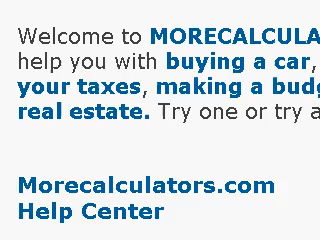 Welcome to MORECALCULA
help you with buying a car,
your taxes, making a bud
real estate. Try one or try a
Morecalculators.com
Help Center